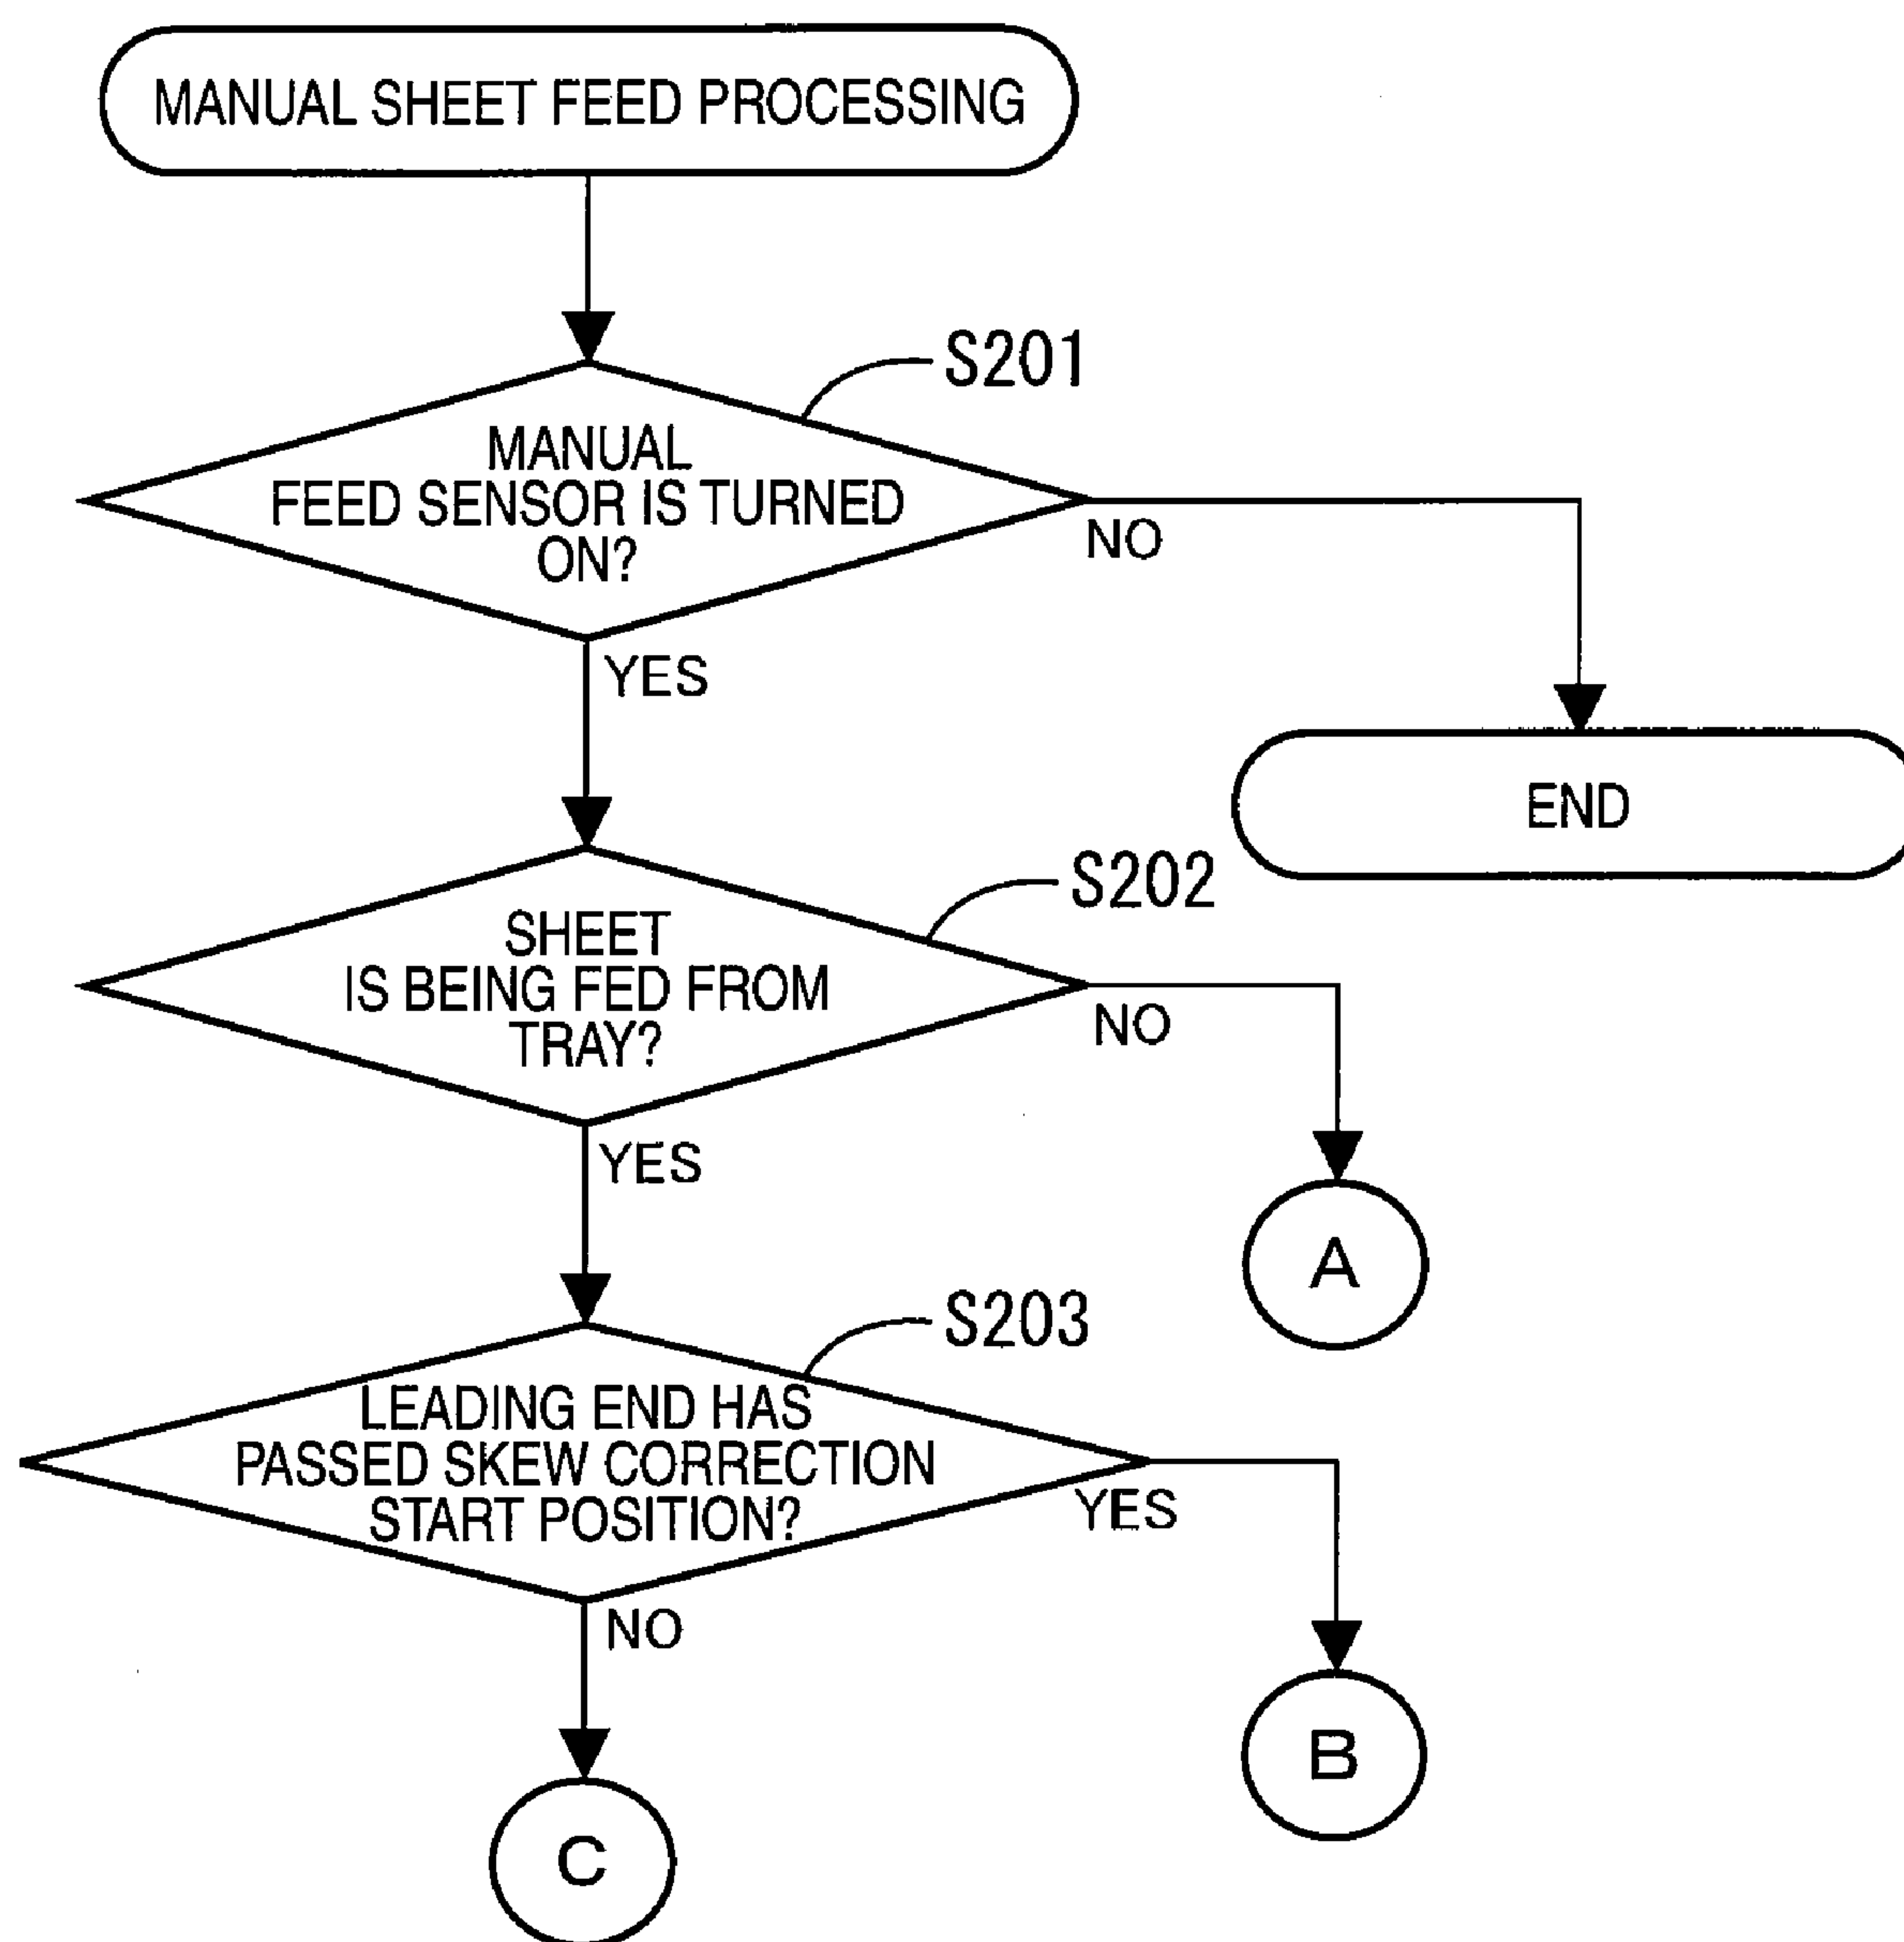 MANUAL SHEET FEED PROCESSING
S201
MANUAL
FEED SENSOR IS TURNED
ON?
NO
YES
END
S202
SHEET
IS BEING FED FROM
TRAY?
NO
YES
A
S203
LEADING END HAS
PASSED SKEW CORRECTION
START POSITION?
YES
NO
B
C